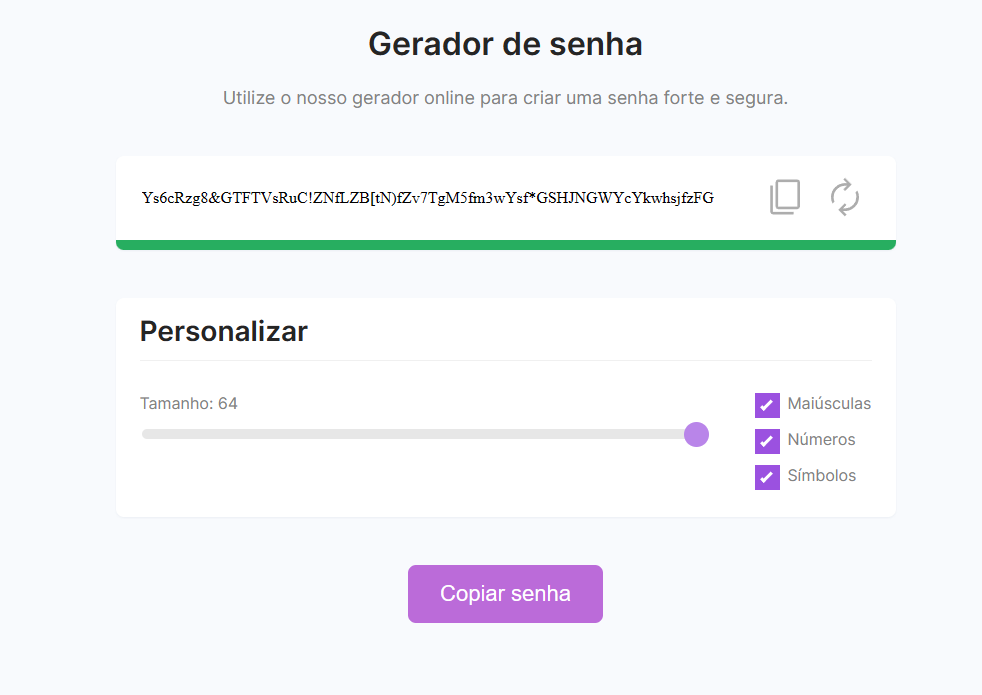 Gerador de senha
Utilize o nosso gerador online para criar uma senha forte e segura.
Ys6cRzg8&GTFTVsRuC!ZNfLZB[tN)fZv7TgM5fm3wYsf*GSHJNGWYcYkwhsjfzFG
Personalizar
Tamanho: 64
Maiúsculas
Números
Símbolos
Copiar senha